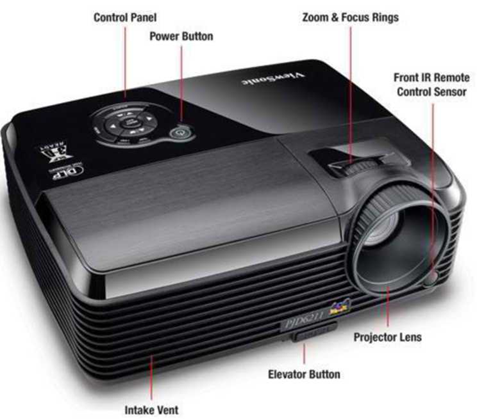 Control Panel
Zoom & Focus Rings
Power Button
Front IR Remote
Control Sensor
ViewSonic
READY
DLP
PJD6211
Projector Lens
Elevator Button
Intake Vent